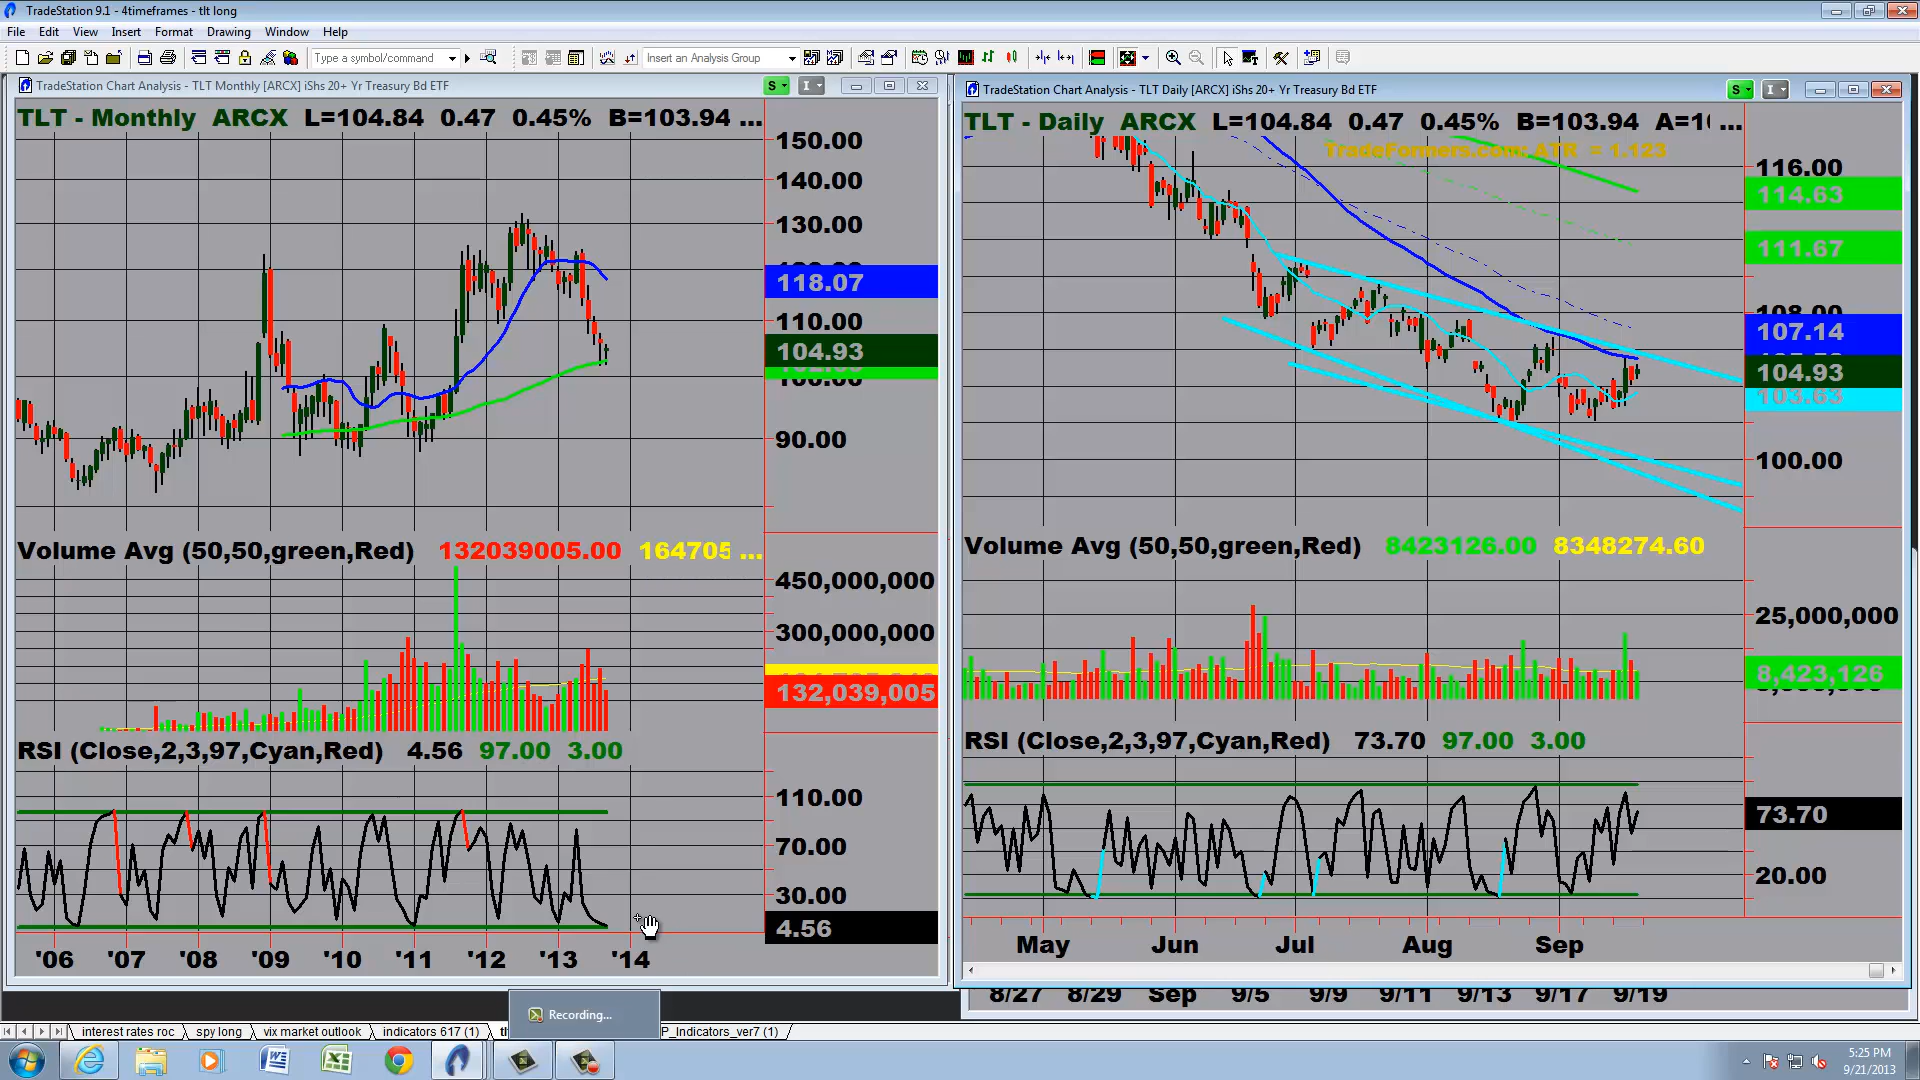 TradeStation 9.1 - 4timeframes - tlt long
File Edit View Insert Format Drawing Window Help
Type a symbol/command
Insert an Analysis Group
TradeStation Chart Analysis - TLT Monthly [ARCX] iShs 20+ Yr Treasury Bd ETF
S I
TLT - Monthly ARCX L=104.84 0.47 0.45% B=103.94 ...
150.00
140.00
130.00
118.07
110.00
104.93
100.00
90.00
Volume Avg (50,50,green,Red) 132039005.00 164705 ...
450,000,000
300,000,000
132,039,005
RSI (Close,2,3,97,Cyan,Red) 4.56 97.00 3.00
110.00
70.00
30.00
4.56
'06 '07 '08 '09 '10 '11 '12 '13 '14
TradeStation Chart Analysis - TLT Daily [ARCX] iShs 20+ Yr Treasury Bd ETF
S I
TLT - Daily ARCX L=104.84 0.47 0.45% B=103.94 A=1( ...
TradeFormers.com: ATR = 1.123
116.00
114.63
111.67
108.00
107.14
104.93
103.63
100.00
Volume Avg (50,50,green,Red) 8423126.00 8348274.60
25,000,000
8,423,126
RSI (Close,2,3,97,Cyan,Red) 73.70 97.00 3.00
73.70
20.00
May Jun Jul Aug Sep
8/27 8/29 Sep 9/5 9/9 9/11 9/13 9/17 9/19
Recording...
interest rates roc spy long vix market outlook indicators 617 (1) tl P_Indicators_ver7 (1)
5:25 PM
9/21/2013